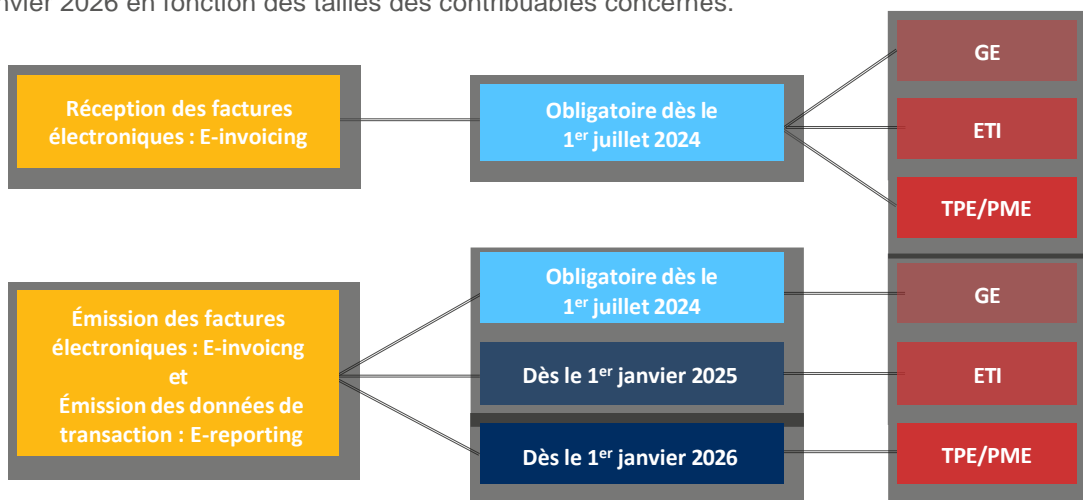 nvier 2026 en fonction des tailles des contribuables concernés.
Réception des factures
électroniques : E-invoicing
Obligatoire dès le
1er juillet 2024
GE
ETI
TPE/PME
Émission des factures
électroniques : E-invoicng
et
Émission des données de
transaction : E-reporting
Obligatoire dès le
1er juillet 2024
Dès le 1er janvier 2025
Dès le 1er janvier 2026
GE
ETI
TPE/PME